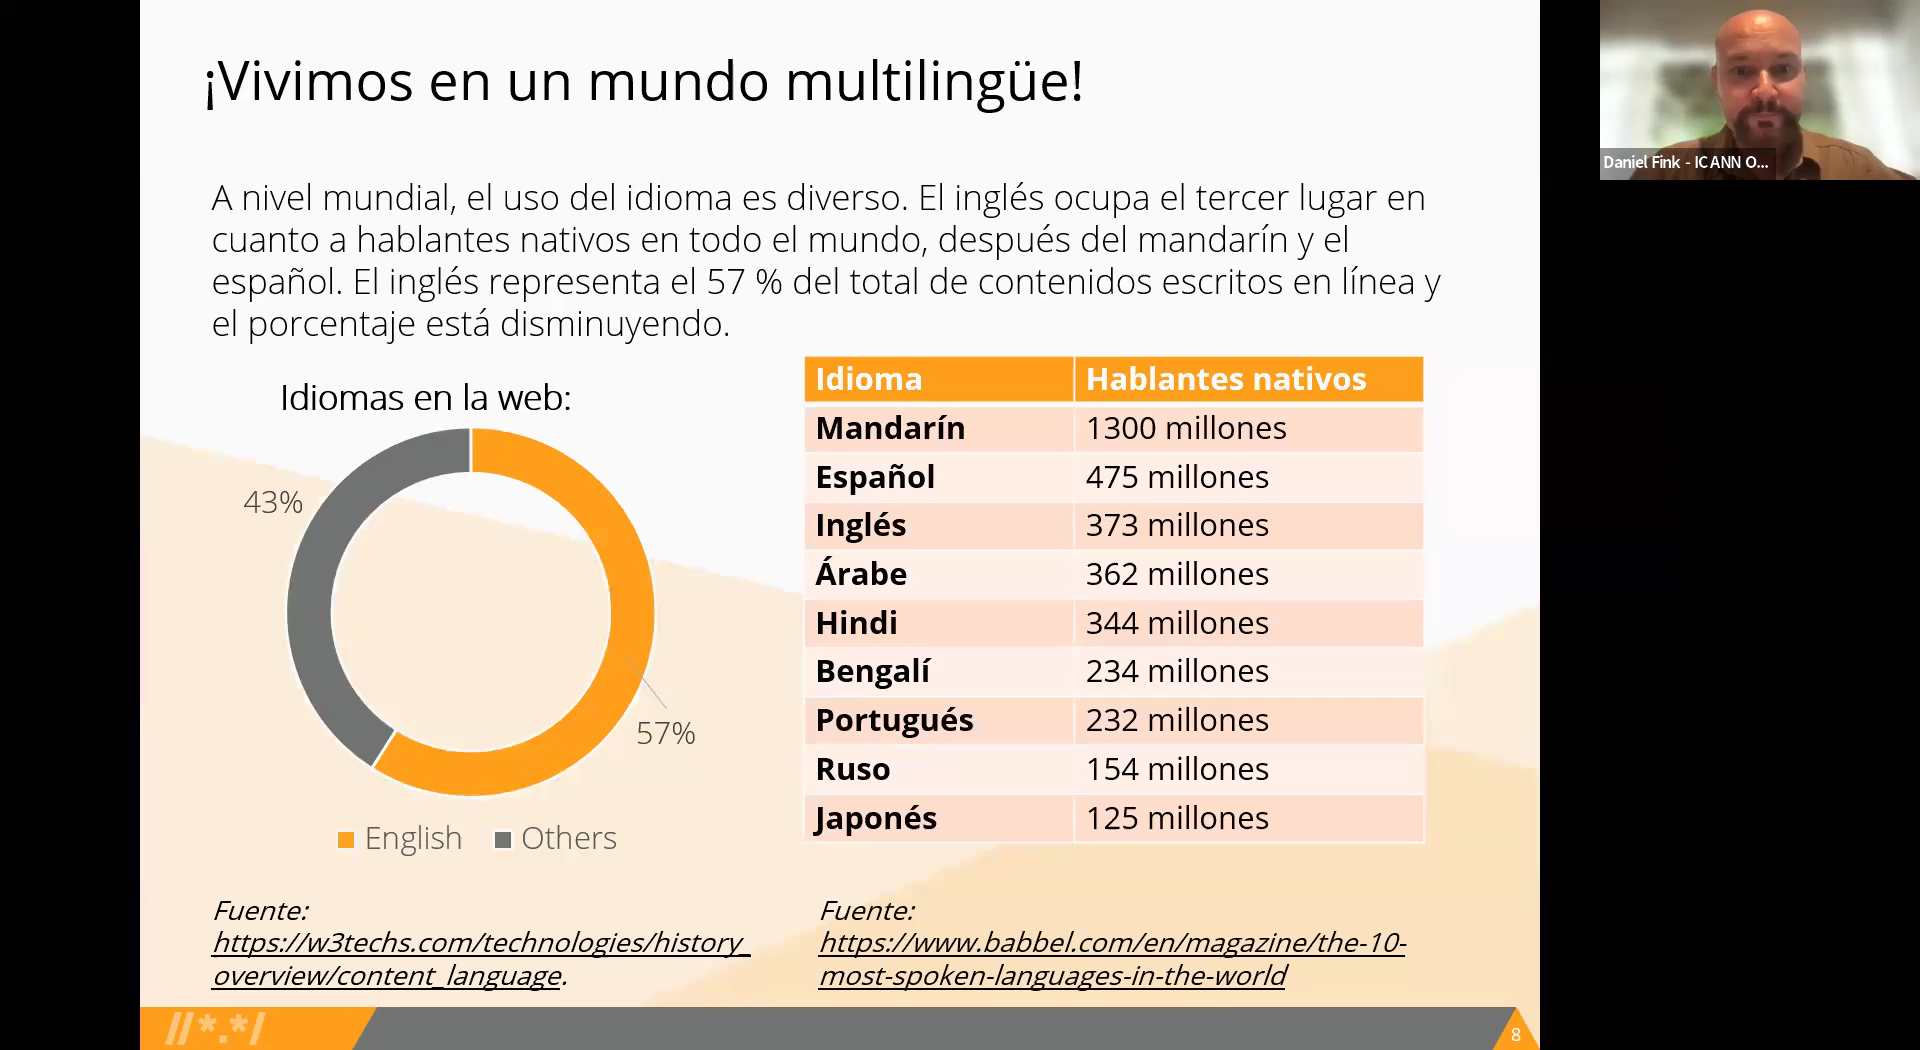 ¡Vivimos en un mundo multilingüe!
A nivel mundial, el uso del idioma es diverso. El inglés ocupa el tercer lugar en
cuanto a hablantes nativos en todo el mundo, después del mandarín y el
español. El inglés representa el 57 % del total de contenidos escritos en línea y
el porcentaje está disminuyendo.
Idiomas en la web:
43%
57%
English Others
Fuente:
https://w3techs.com/technologies/history_
overview/content_language.
Idioma Hablantes nativos
Mandarín 1300 millones
Español 475 millones
Inglés 373 millones
Árabe 362 millones
Hindi 344 millones
Bengalí 234 millones
Portugués 232 millones
Ruso 154 millones
Japonés 125 millones
Fuente:
https://www.babbel.com/en/magazine/the-10-
most-spoken-languages-in-the-world
//*.*/
8
Daniel Fink - ICANN O...